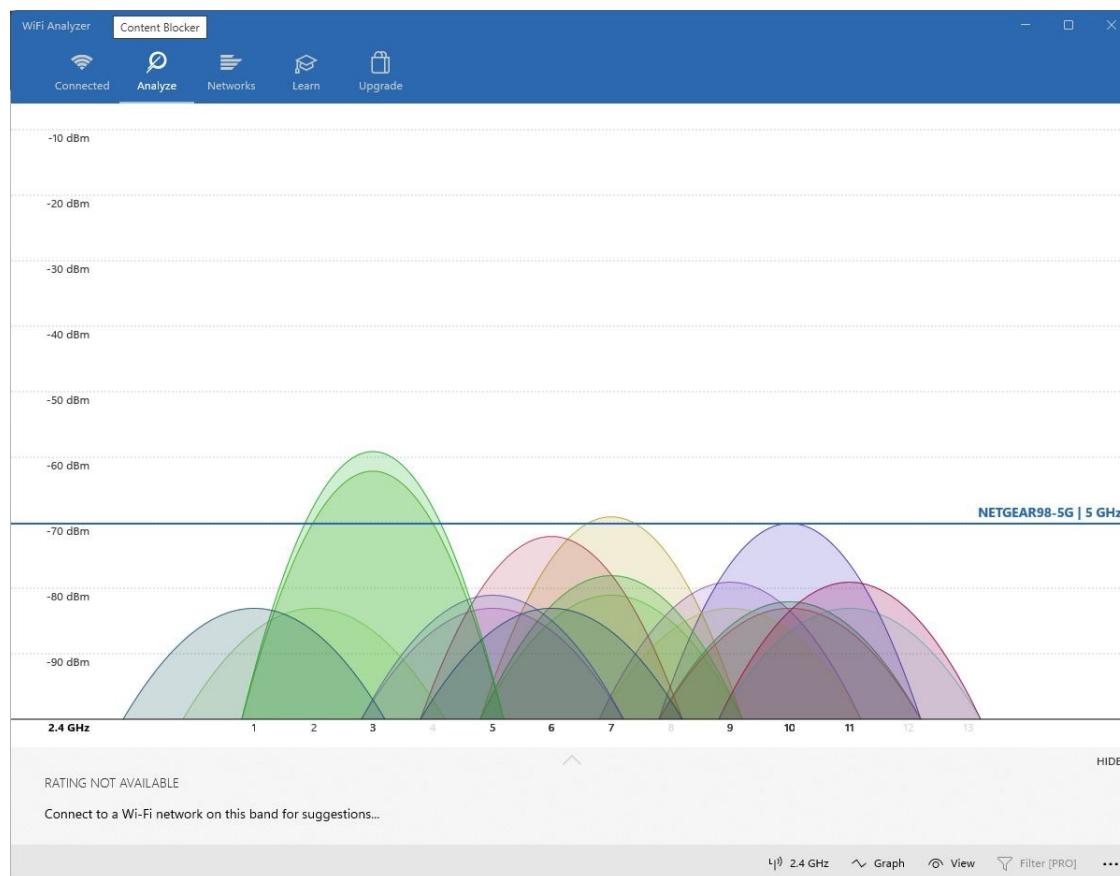 WiFi Analyzer
Content Blocker
Connected
Analyze
Networks
Learn
Upgrade
-10 dBm
-20 dBm
-30 dBm
-40 dBm
-50 dBm
-60 dBm
NETGEAR98-5G | 5 GHz
-70 dBm
-80 dBm
-90 dBm
2.4 GHz 1 2 3 4 5 6 7 8 9 10 11 12 13
HIDE
RATING NOT AVAILABLE
Connect to a Wi-Fi network on this band for suggestions...
2.4 GHz Graph View Filter [PRO]